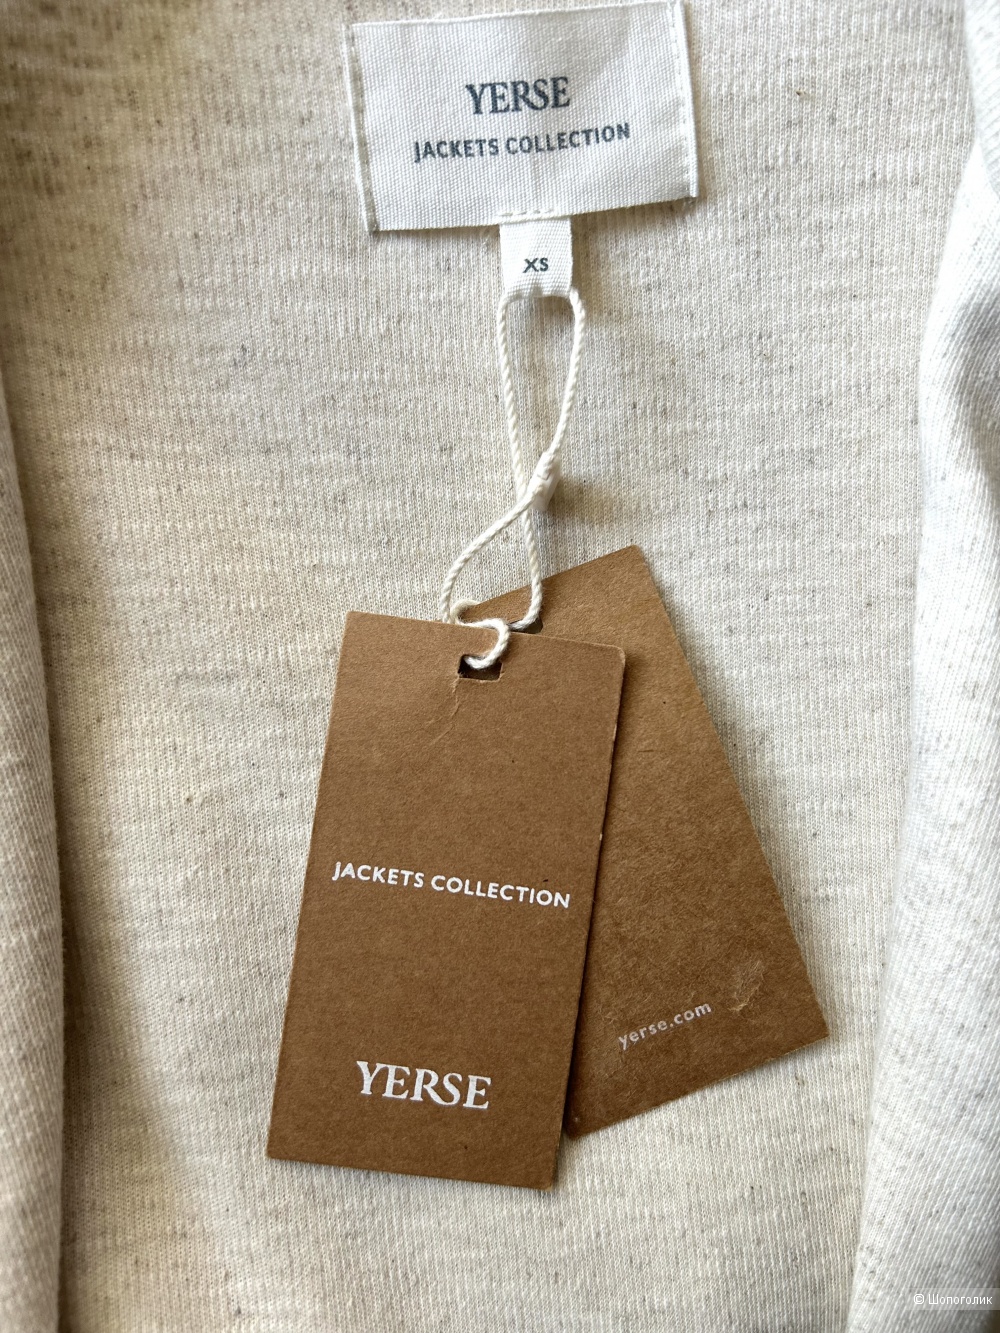 YERSE
JACKETS COLLECTION
XS
JACKETS COLLECTION
YERSE
yerse.com
© Шопоголик